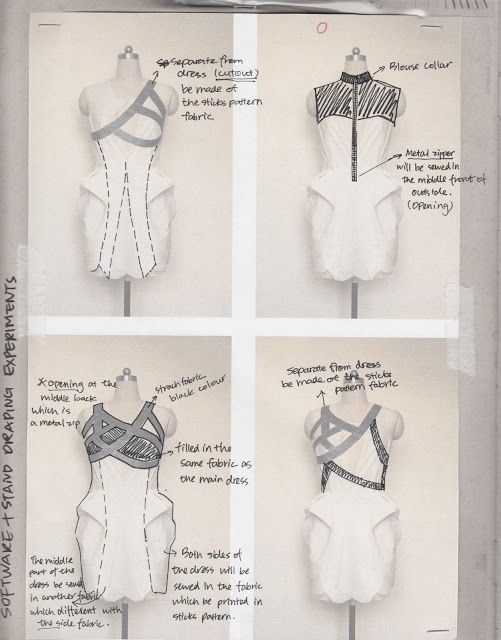 SOFTWARE + STAND DRAPING EXPERIMENTS
separate from
dress (cutout)
be made of
the sticks pattern
fabric
Blouse collar
Metal zipper
will be sewed in
the middle front of
outside.
(opening)
*opening at the
middle back
which is
a metal zip
strach fabric
black colour
filled in the
same fabric as
the main dress
The middle
part of the
dress be sewed
in another fabric
which different with
the side fabric.
Both sides of
the dress will be
sewed in the fabric
which be printed in
sticks pattern.
Separate from dress
be made of the sticks
pattern fabric